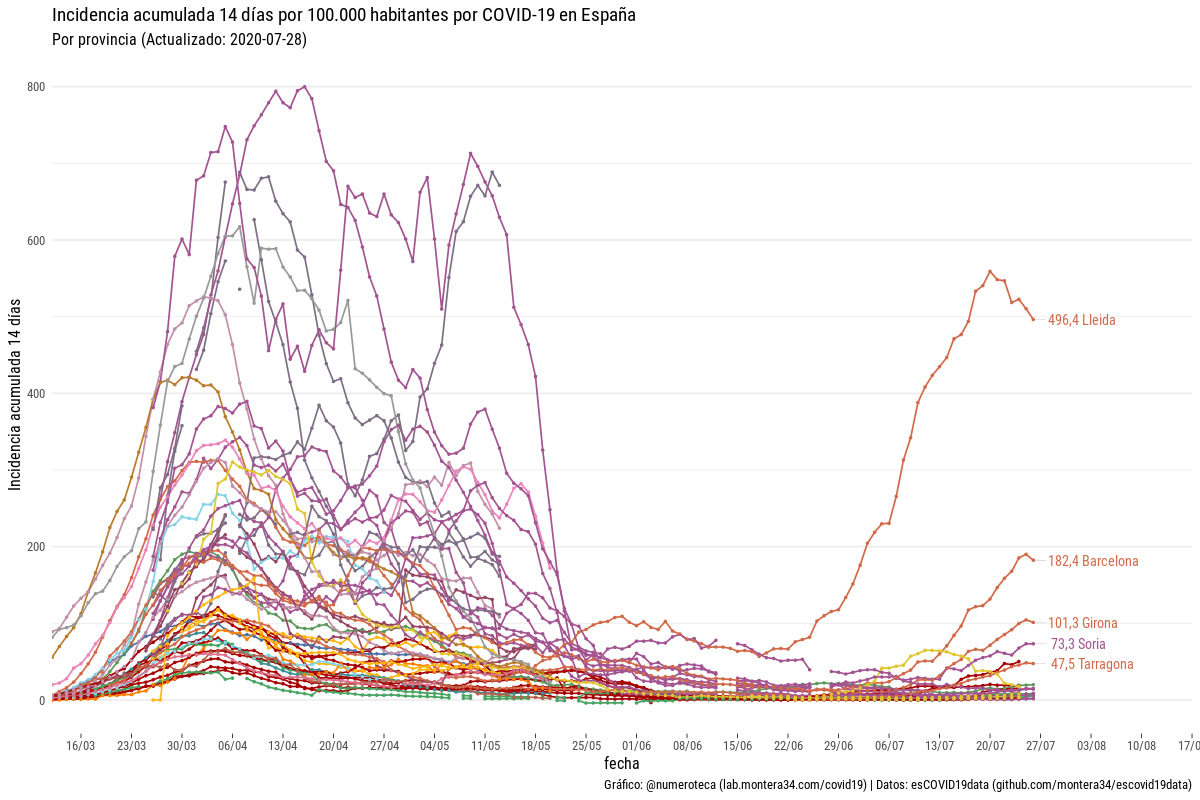 Incidencia acumulada 14 días por 100.000 habitantes por COVID-19 en España
Por provincia (Actualizado: 2020-07-28)
Incidencia acumulada 14 días
800
600
400
200
0
496,4 Lleida
182,4 Barcelona
101,3 Girona
73,3 Soria
47,5 Tarragona
16/03 23/03 30/03 06/04 13/04 20/04 27/04 04/05 11/05 18/05 25/05 01/06 08/06 15/06 22/06 29/06 06/07 13/07 20/07 27/07 03/08 10/08 17/0
fecha
Gráfico: @numeroteca (lab.montera34.com/covid19) | Datos: esCOVID19data (github.com/montera34/escovid19data)